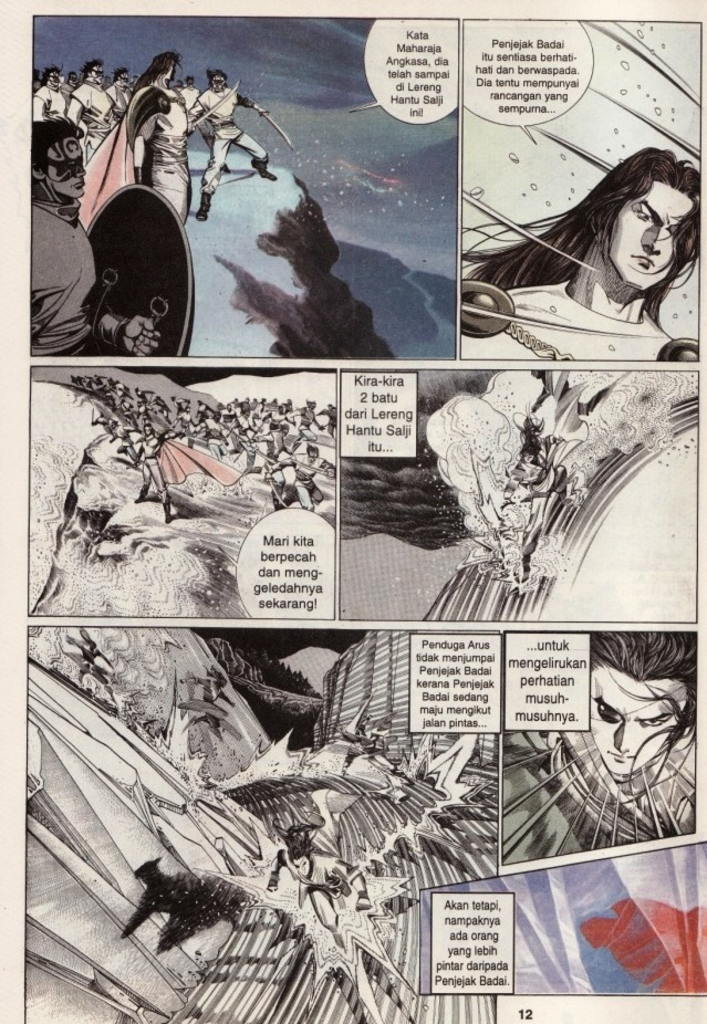 Kata
Maharaja
Angkasa, dia
telah sampai
di Lereng
Hantu Salji
ini!
Penjejak Badai
itu sentiasa berhati-
hati dan berwaspada.
Dia tentu mempunyai
rancangan yang
sempurna...
Mari kita
berpecah
dan meng-
geledahnya
sekarang!
Kira-kira
2 batu
dari Lereng
Hantu Salji
itu...
Penduga Arus
tidak menjumpai
Penjejak Badai
kerana Penjejak
Badai sedang
maju mengikut
jalan pintas...
...untuk
mengelirukan
perhatian
musuh-
musuhnya.
Akan tetapi,
nampaknya
ada orang
yang lebih
pintar daripada
Penjejak Badai.
12